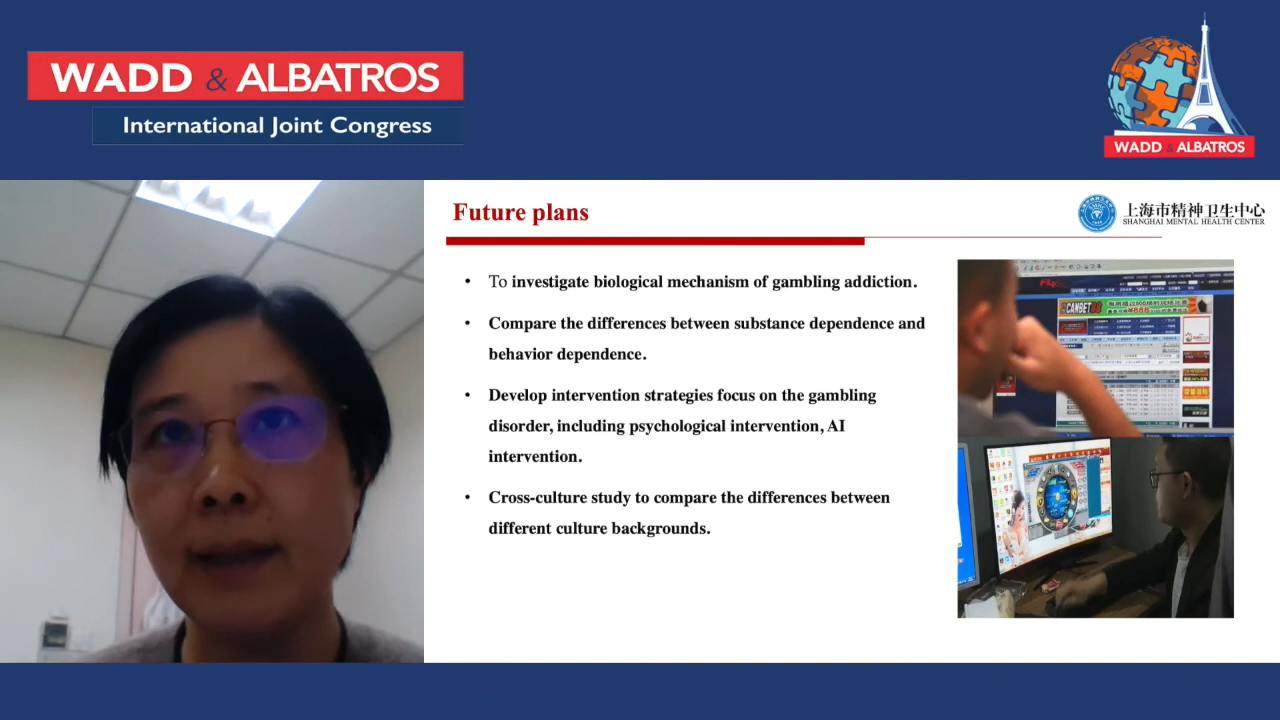 WADD & ALBATROS
International Joint Congress
WADD & ALBATROS
Future plans
上海市精神卫生中心
SHANGHAI MENTAL HEALTH CENTER
• To investigate biological mechanism of gambling addiction.
• Compare the differences between substance dependence and
behavior dependence.
• Develop intervention strategies focus on the gambling
disorder, including psychological intervention, AI
intervention.
• Cross-culture study to compare the differences between
different culture backgrounds.
CANBET88